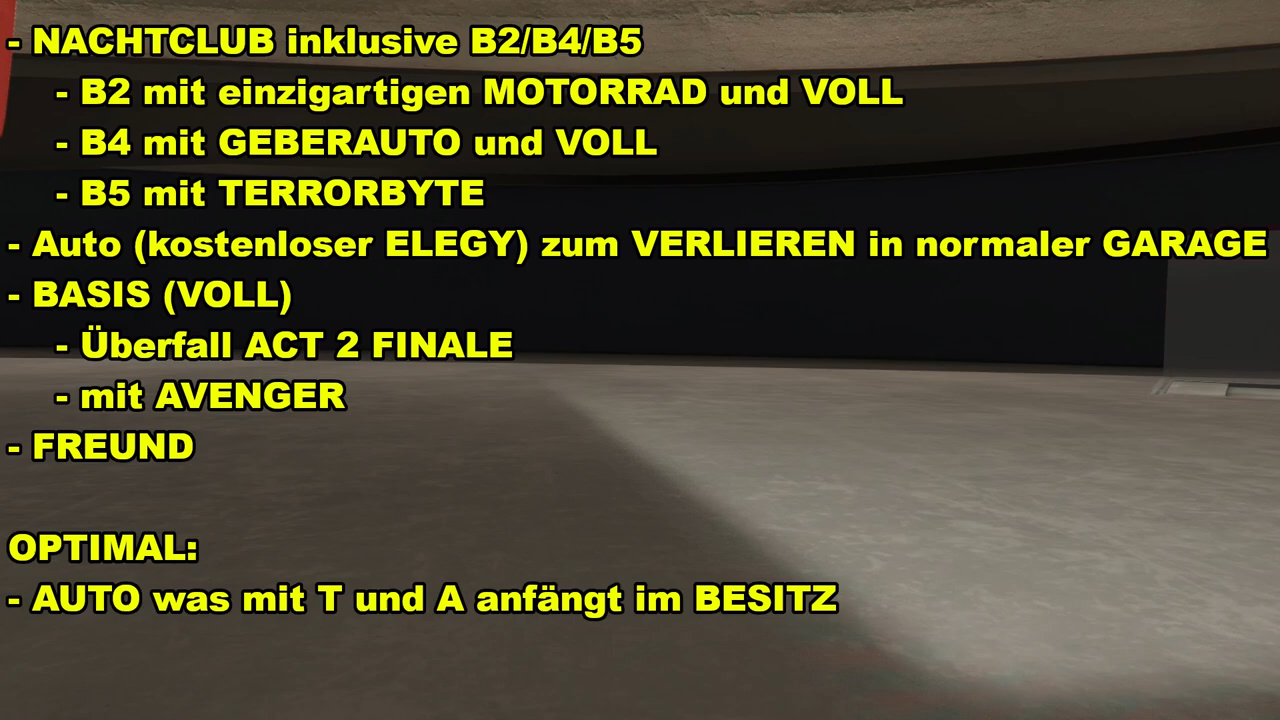 - NACHTCLUB inklusive B2/B4/B5
- B2 mit einzigartigen MOTORRAD und VOLL
- B4 mit GEBERAUTO und VOLL
- B5 mit TERRORBYTE
- Auto (kostenloser ELEGY) zum VERLIEREN in normaler GARAGE
- BASIS (VOLL)
- Überfall ACT 2 FINALE
- mit AVENGER
- FREUND
OPTIMAL:
- AUTO was mit T und A anfängt im BESITZ